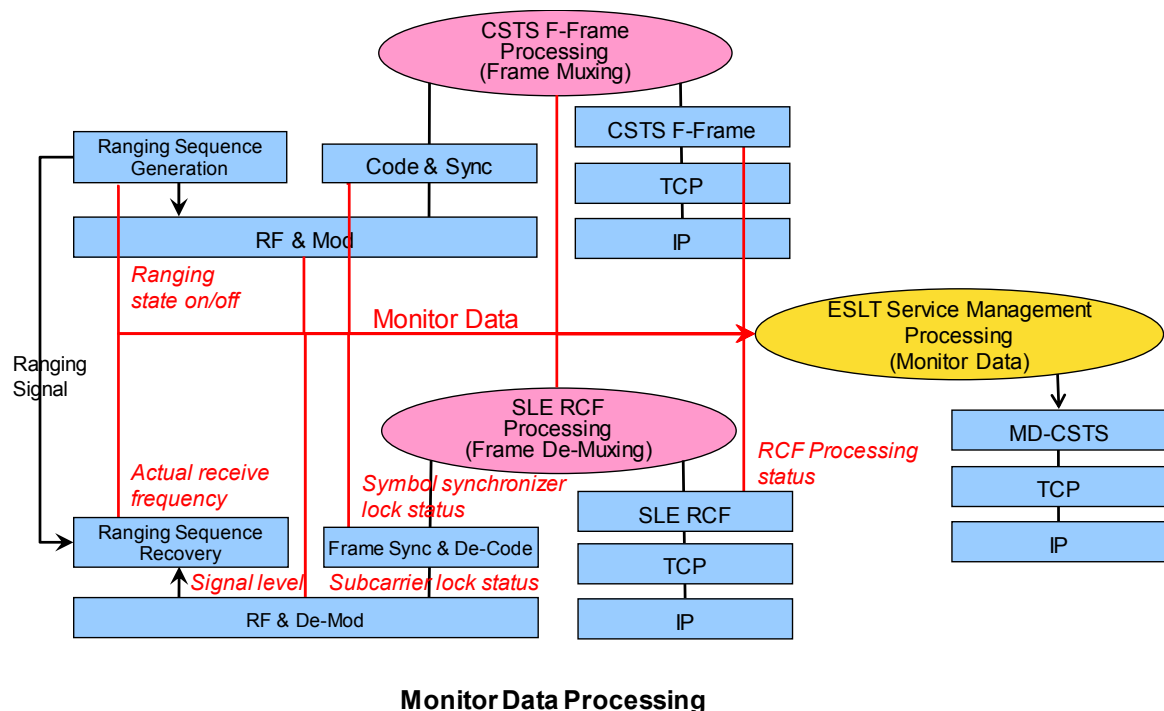 CSTS F-Frame
Processing
(Frame Muxing)
Ranging Sequence
Generation
Code & Sync
CSTS F-Frame
TCP
IP
RF & Mod
Ranging
state on/off
Monitor Data
ESLT Service Management
Processing
(Monitor Data)
Ranging
Signal
SLE RCF
Processing
(Frame De-Muxing)
MD-CSTS
TCP
IP
Actual receive
frequency
Symbol synchronizer
lock status
RCF Processing
status
Ranging Sequence
Recovery
Frame Sync & De-Code
SLE RCF
TCP
IP
Signal level
Subcarrier lock status
RF & De-Mod
Monitor Data Processing